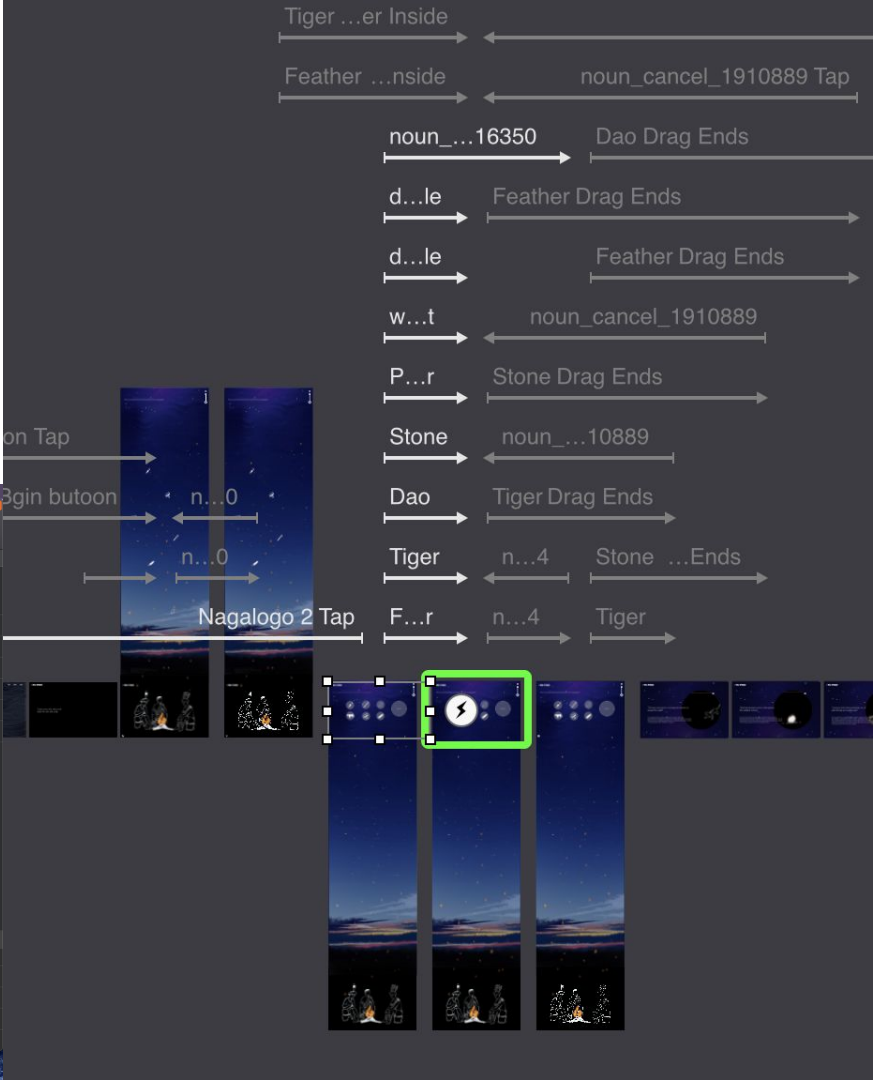 Tiger …er Inside
Feather …nside
noun_cancel_1910889 Tap
noun_…16350
Dao Drag Ends
d…le
Feather Drag Ends
d…le
Feather Drag Ends
w…t
noun_cancel_1910889
P…r
Stone Drag Ends
on Tap
Stone
noun_…10889
Bgin butoon
n…0
Dao
Tiger Drag Ends
n…0
Tiger
n…4
Stone …Ends
Nagalogo 2 Tap
F…r
n…4
Tiger